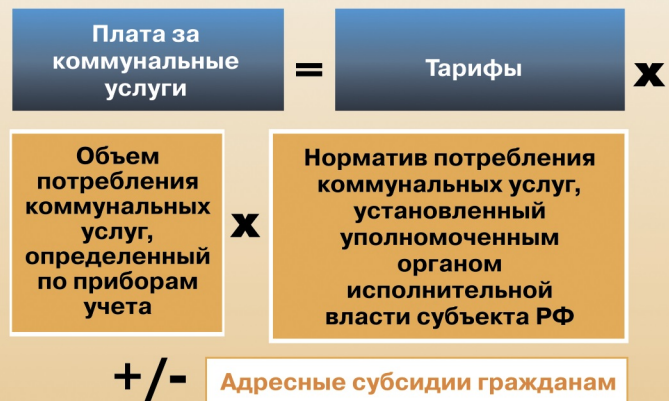 Плата за
коммунальные
услуги
=
Тарифы
х
Объем
потребления
коммунальных
услуг,
определенный
по приборам
учета
х
Норматив потребления
коммунальных услуг,
установленный
уполномоченным
органом
исполнительной
власти субъекта РФ
+/-
Адресные субсидии гражданам